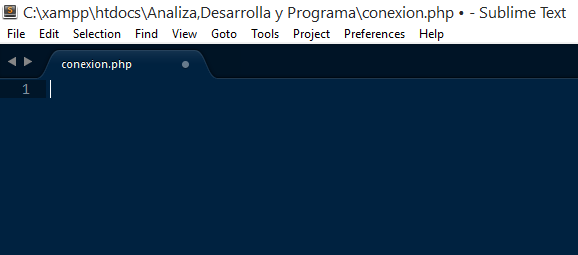 C:\xampp\htdocs\Analiza,Desarrolla y Programa\conexion.php • - Sublime Text
File Edit Selection Find View Goto Tools Project Preferences Help
conexion.php
1